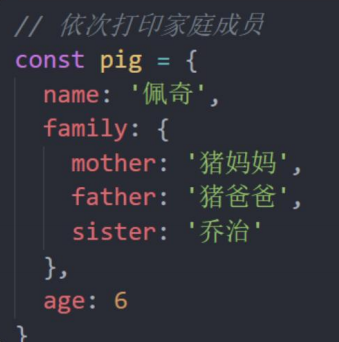 // 依次打印家庭成员
const pig = {
name: '佩奇',
family: {
mother: '猪妈妈',
father: '猪爸爸',
sister: '乔治'
},
age: 6
}